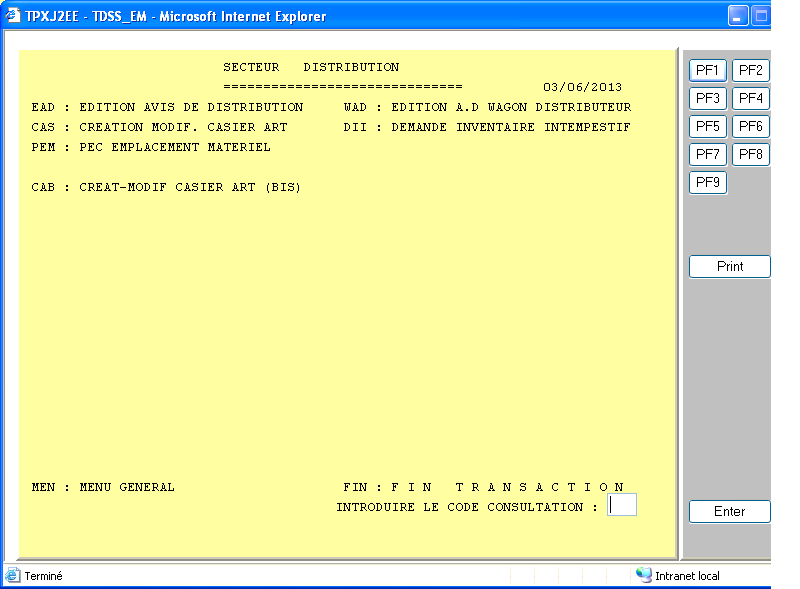 TPXJ2EE - TDSS_EM - Microsoft Internet Explorer
SECTEUR DISTRIBUTION
============================== 03/06/2013
EAD : EDITION AVIS DE DISTRIBUTION WAD : EDITION A.D WAGON DISTRIBUTEUR
CAS : CREATION MODIF. CASIER ART DII : DEMANDE INVENTAIRE INTEMPESTIF
PEM : PEC EMPLACEMENT MATERIEL
CAB : CREAT-MODIF CASIER ART (BIS)
MEN : MENU GENERAL FIN : F I N T R A N S A C T I O N
INTRODUIRE LE CODE CONSULTATION :
PF1 PF2
PF3 PF4
PF5 PF6
PF7 PF8
PF9
Print
Enter
Terminé Intranet local